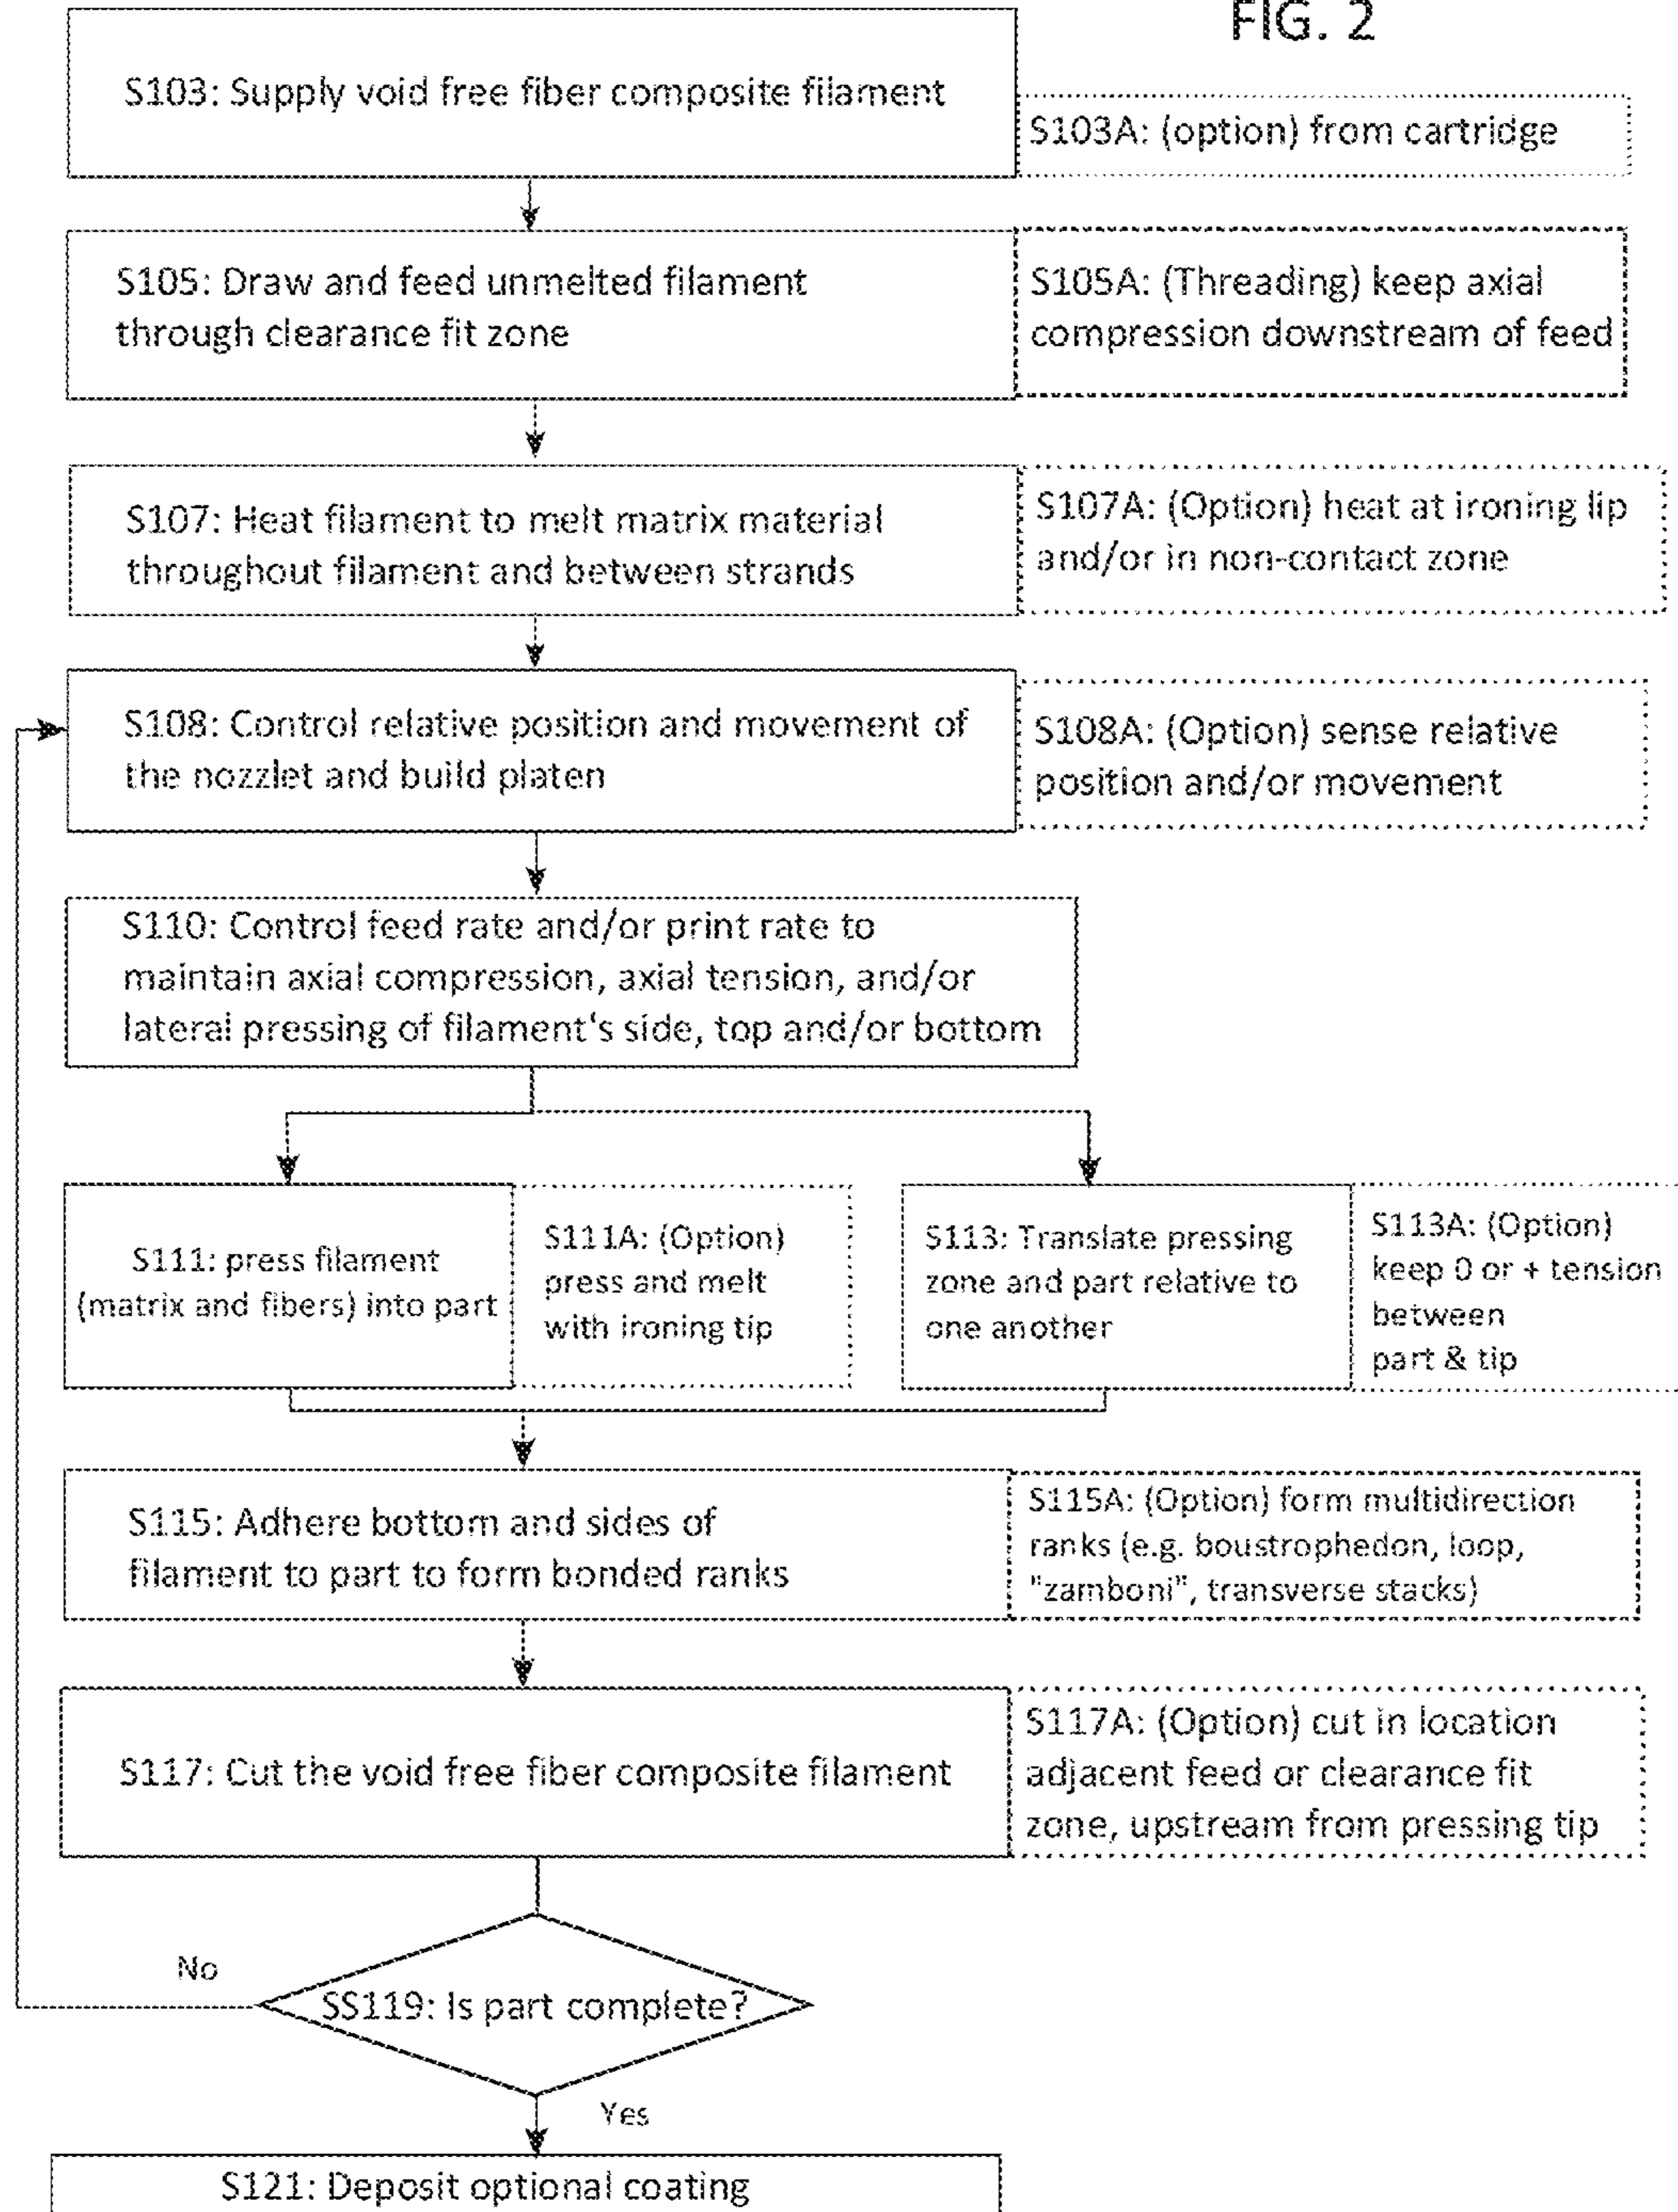 FIG. 2
S103: Supply void free fiber composite filament
S103A: (option) from cartridge
S105: Draw and feed unmelted filament
through clearance fit zone
S105A: (Threading) keep axial
compression downstream of feed
S107: Heat filament to melt matrix material
throughout filament and between strands
S107A: (Option) heat at ironing lip
and/or in non-contact zone
S108: Control relative position and movement of
the nozzlet and build platen
S108A: (Option) sense relative
position and/or movement
S110: Control feed rate and/or print rate to
maintain axial compression, axial tension, and/or
lateral pressing of filament's side, top and/or bottom
S111: press filament
(matrix and fibers) into part
S111A: (Option)
press and melt
with ironing tip
S113: Translate pressing
zone and part relative to
one another
S113A: (Option)
keep 0 or + tension
between
part & tip
S115: Adhere bottom and sides of
filament to part to form bonded ranks
S115A: (Option) form multidirection
ranks (e.g. boustrophedon, loop,
"zamboni", transverse stacks)
S117: Cut the void free fiber composite filament
S117A: (Option) cut in location
adjacent feed or clearance fit
zone, upstream from pressing tip
No
SS119: Is part complete?
Yes
S121: Deposit optional coating